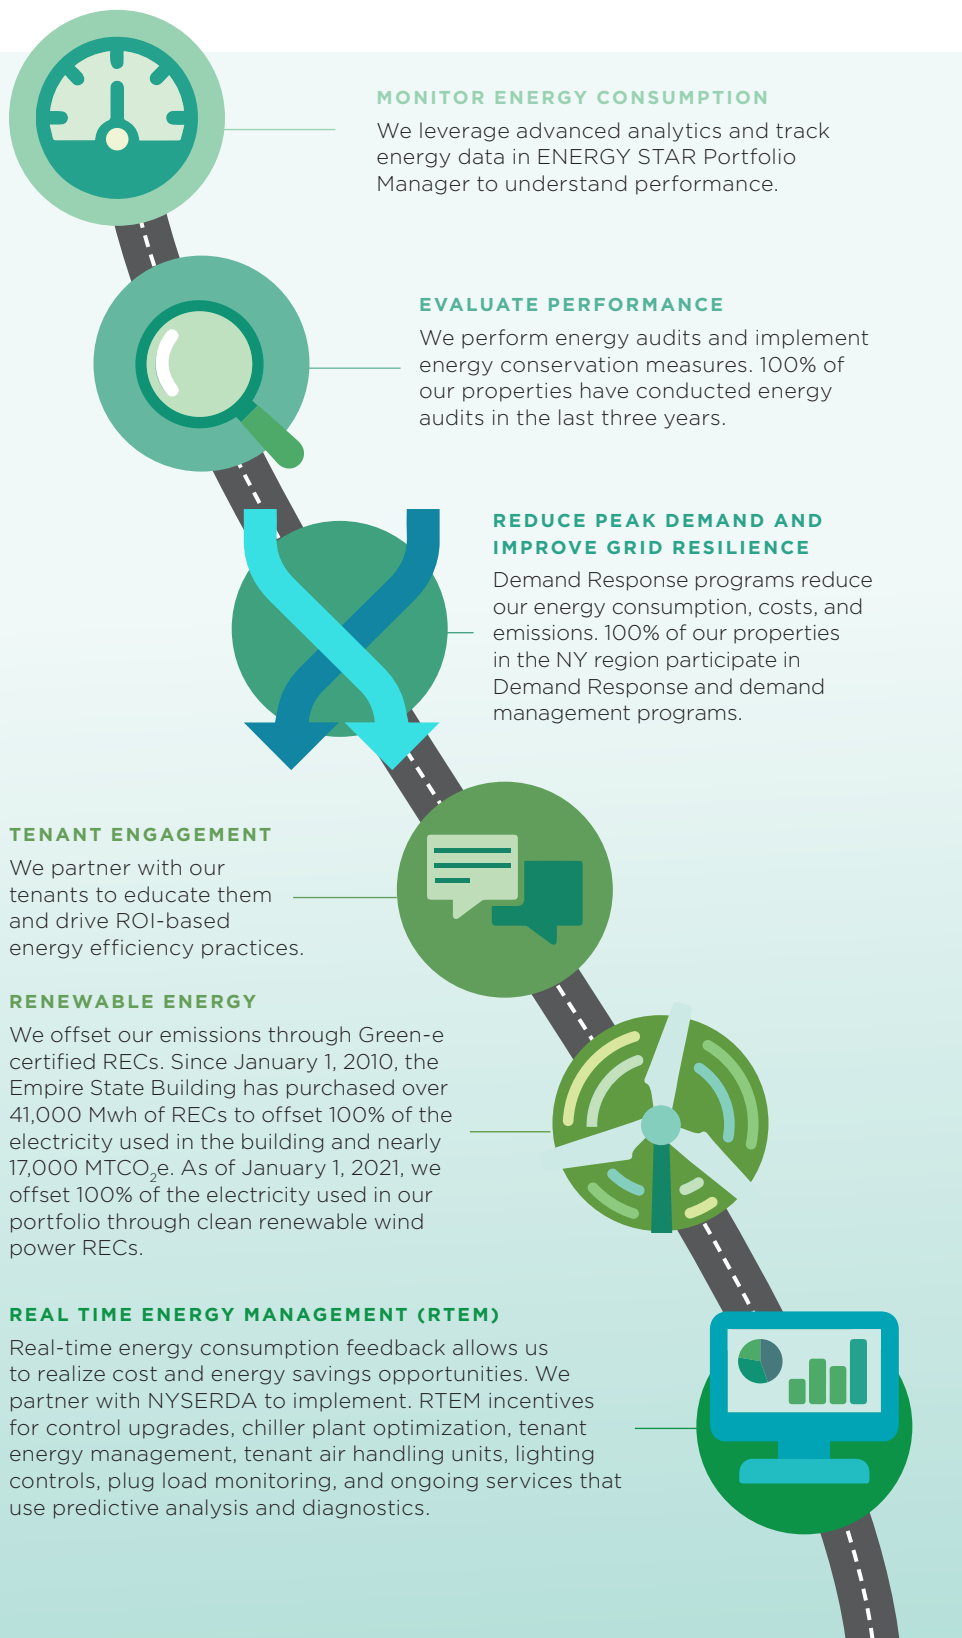 MONITOR ENERGY CONSUMPTION
We leverage advanced analytics and track
energy data in ENERGY STAR Portfolio
Manager to understand performance.
EVALUATE PERFORMANCE
We perform energy audits and implement
energy conservation measures. 100% of
our properties have conducted energy
audits in the last three years.
REDUCE PEAK DEMAND AND
IMPROVE GRID RESILIENCE
Demand Response programs reduce
our energy consumption, costs, and
emissions. 100% of our properties
in the NY region participate in
Demand Response and demand
management programs.
TENANT ENGAGEMENT
We partner with our
tenants to educate them
and drive ROI-based
energy efficiency practices.
RENEWABLE ENERGY
We offset our emissions through Green-e
certified RECs. Since January 1, 2010, the
Empire State Building has purchased over
41,000 Mwh of RECs to offset 100% of the
electricity used in the building and nearly
17,000 MTCO₂e. As of January 1, 2021, we
offset 100% of the electricity used in our
portfolio through clean renewable wind
power RECs.
REAL TIME ENERGY MANAGEMENT (RTEM)
Real-time energy consumption feedback allows us
to realize cost and energy savings opportunities. We
partner with NYSERDA to implement. RTEM incentives
for control upgrades, chiller plant optimization, tenant
energy management, tenant air handling units, lighting
controls, plug load monitoring, and ongoing services that
use predictive analysis and diagnostics.